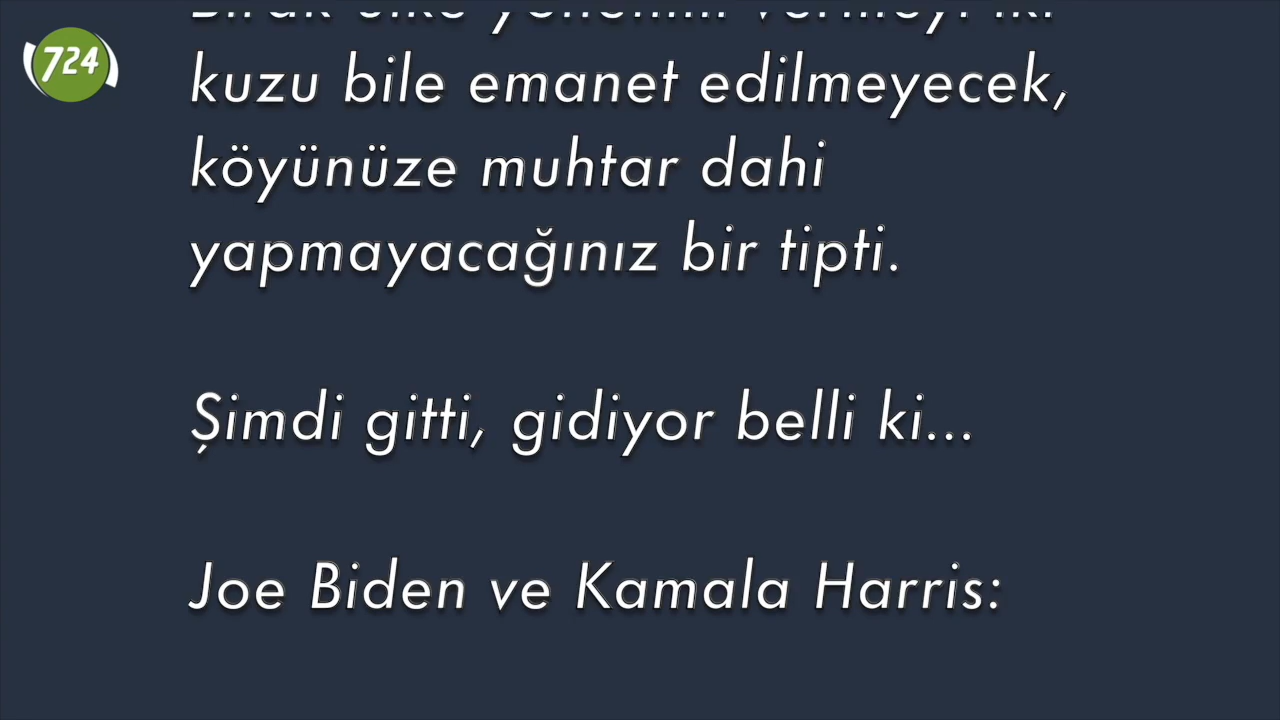 724
kuzu bile emanet edilmeyecek,
köyünüze muhtar dahi
yapmayacağınız bir tipti.
Şimdi gitti, gidiyor belli ki...
Joe Biden ve Kamala Harris: